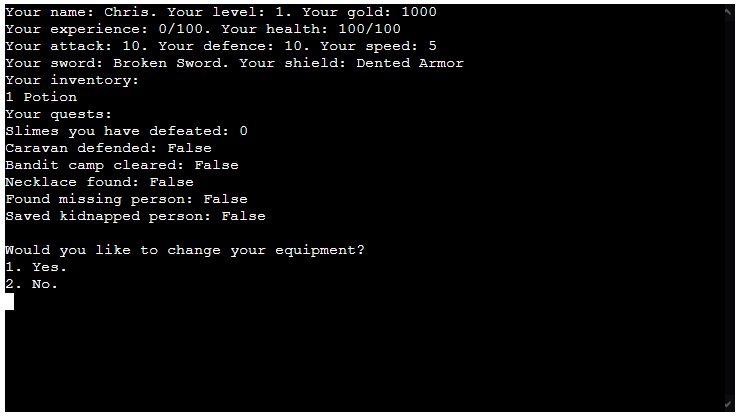 Your name: Chris. Your level: 1. Your gold: 1000
Your experience: 0/100. Your health: 100/100
Your attack: 10. Your defence: 10. Your speed: 5
Your sword: Broken Sword. Your shield: Dented Armor
Your inventory:
1 Potion
Your quests:
Slimes you have defeated: 0
Caravan defended: False
Bandit camp cleared: False
Necklace found: False
Found missing person: False
Saved kidnapped person: False
Would you like to change your equipment?
1. Yes.
2. No.